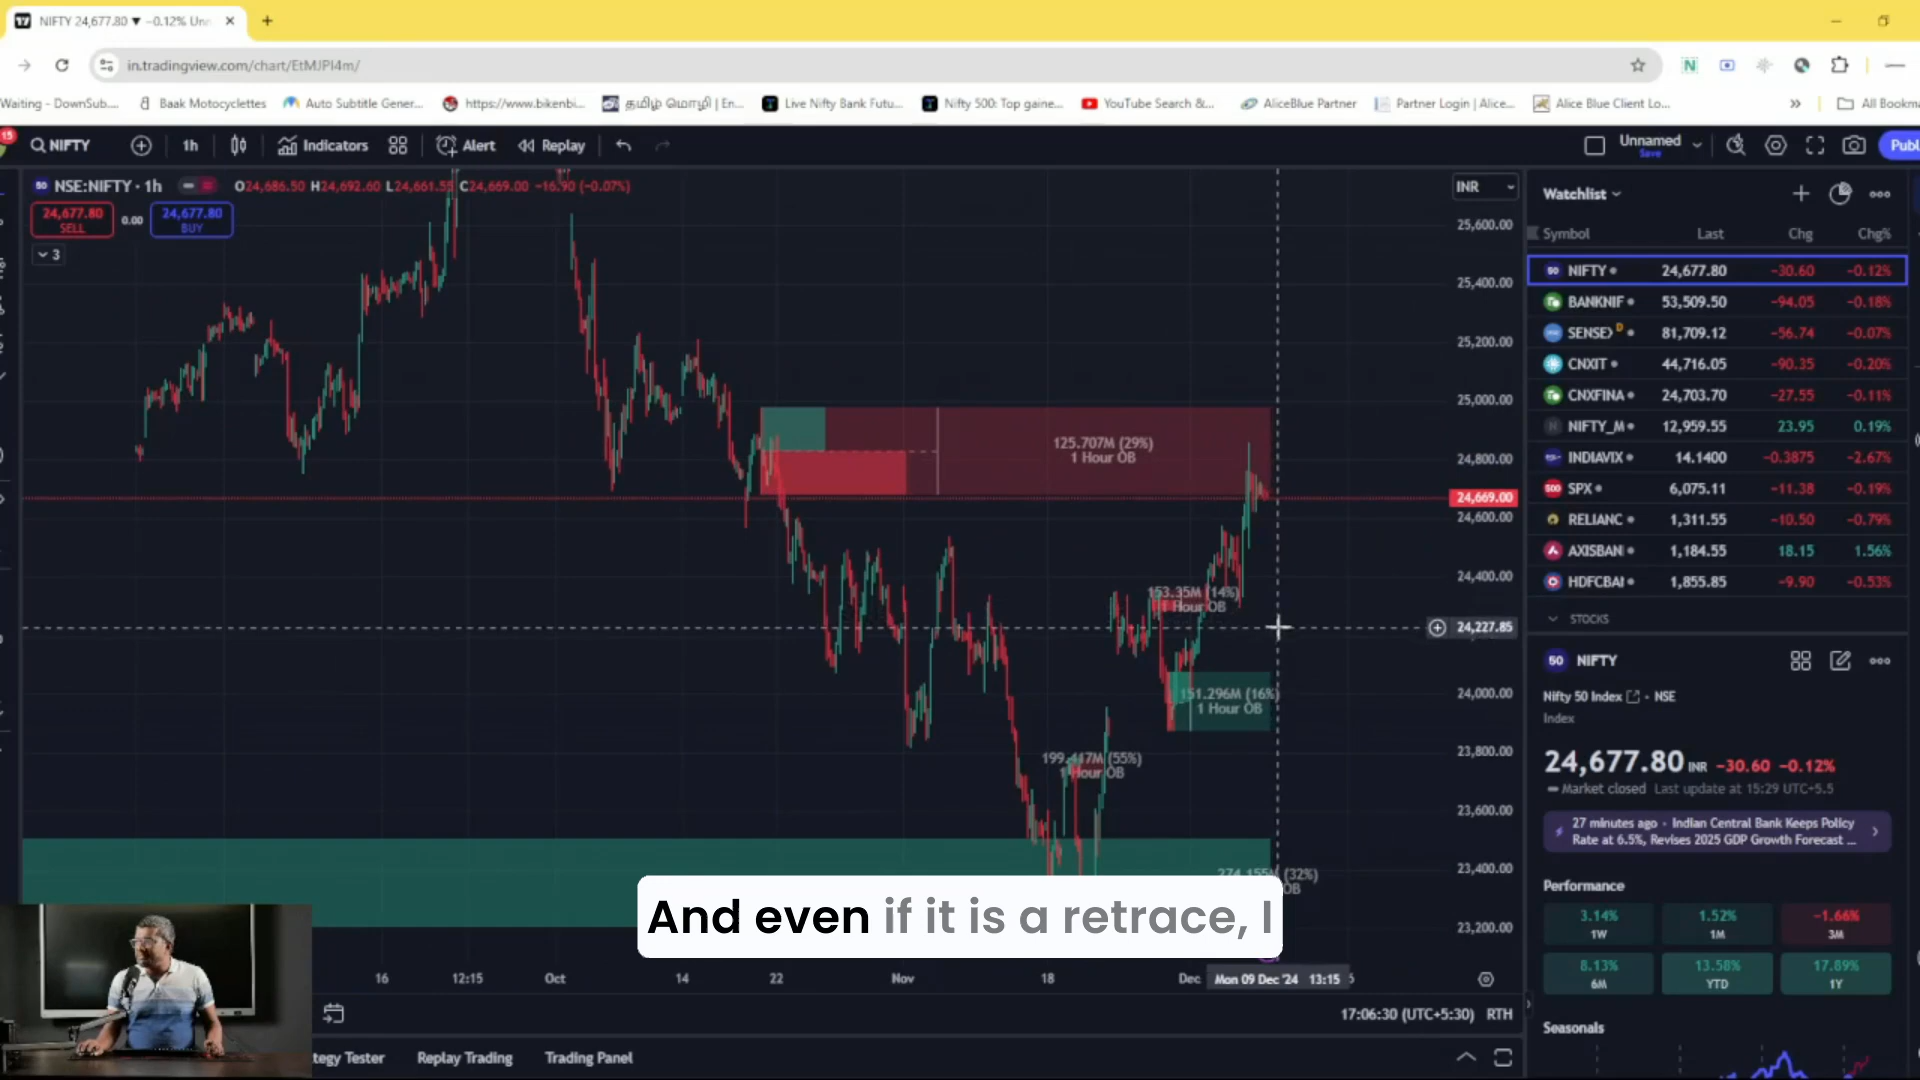 NIFTY 24,677.80 ▼ −0.12% Unn
in.tradingview.com/chart/EtMJPl4m/
Waiting - DownSub....
Baak Motocyclettes
Auto Subtitle Gener...
https://www.bikenbi...
தமிழ் மொழி | En...
Live Nifty Bank Futu...
Nifty 500: Top gaine...
YouTube Search &...
AliceBlue Partner
Partner Login | Alice...
Alice Blue Client Lo...
All Bookma
15
NIFTY
1h
Indicators
Alert
Replay
Unnamed
Save
Publ
NSE:NIFTY · 1h
O24,686.50 H24,692.60 L24,661.55 C24,669.00 −16.90 (−0.07%)
24,677.80
SELL
0.00
24,677.80
BUY
3
INR
25,600.00
25,400.00
25,200.00
25,000.00
24,800.00
24,669.00
24,600.00
24,400.00
24,227.85
24,000.00
23,800.00
23,600.00
23,400.00
23,200.00
125.707M (29%)
1 Hour OB
153.35M (14%)
1 Hour OB
151.296M (16%)
1 Hour OB
199.417M (55%)
1 Hour OB
274.155M (32%)
OB
And even if it is a retrace, I
16
12:15
Oct
14
22
Nov
18
Dec
Mon 09 Dec '24 13:15
17:06:30 (UTC+5:30) RTH
tegy Tester
Replay Trading
Trading Panel
Watchlist
Symbol Last Chg Chg%
50 NIFTY 24,677.80 −30.60 −0.12%
BANKNIF 53,509.50 −94.05 −0.18%
SENSEX D 81,709.12 −56.74 −0.07%
CNXIT 44,716.05 −90.35 −0.20%
CNXFINA 24,703.70 −27.55 −0.11%
N NIFTY_M 12,959.55 23.95 0.19%
INDIAVIX 14.1400 −0.3875 −2.67%
500 SPX 6,075.11 −11.38 −0.19%
RELIANC 1,311.55 −10.50 −0.79%
AXISBAN 1,184.55 18.15 1.56%
HDFCBAI 1,855.85 −9.90 −0.53%
STOCKS
50 NIFTY
Nifty 50 Index · NSE
Index
24,677.80 INR −30.60 −0.12%
Market closed Last update at 15:29 UTC+5.5
27 minutes ago · Indian Central Bank Keeps Policy
Rate at 6.5%, Revises 2025 GDP Growth Forecast ...
Performance
3.14%
1W
1.52%
1M
−1.66%
3M
8.13%
6M
13.58%
YTD
17.89%
1Y
Seasonals